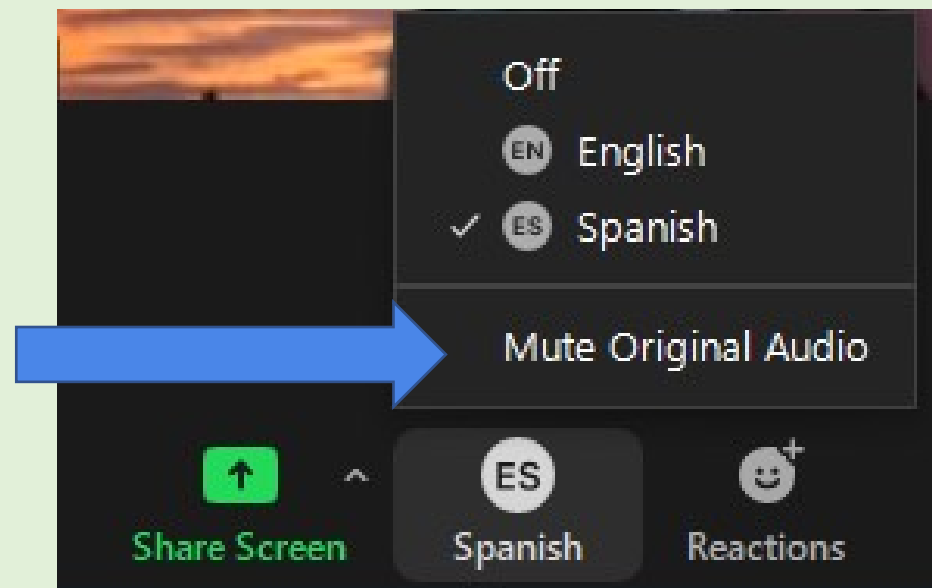 Off
EN English
ES Spanish
Mute Original Audio
ES
Share Screen Spanish Reactions